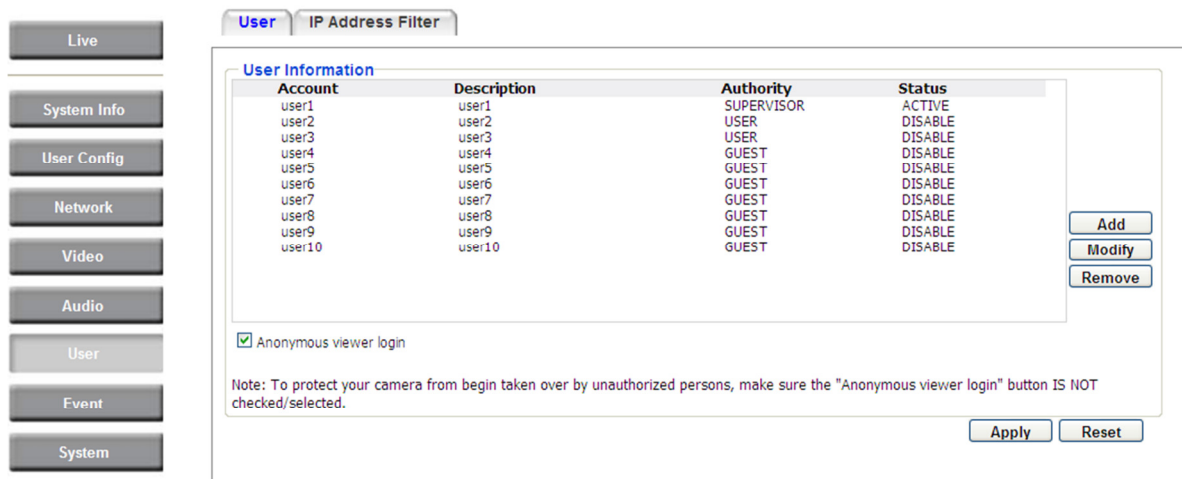 Live
System Info
User Config
Network
Video
Audio
User
Event
System
User IP Address Filter
User Information
Account Description Authority Status
user1 user1 SUPERVISOR ACTIVE
user2 user2 USER DISABLE
user3 user3 USER DISABLE
user4 user4 GUEST DISABLE
user5 user5 GUEST DISABLE
user6 user6 GUEST DISABLE
user7 user7 GUEST DISABLE
user8 user8 GUEST DISABLE
user9 user9 GUEST DISABLE
user10 user10 GUEST DISABLE
Add
Modify
Remove
Anonymous viewer login
Note: To protect your camera from begin taken over by unauthorized persons, make sure the "Anonymous viewer login" button IS NOT
checked/selected.
Apply Reset